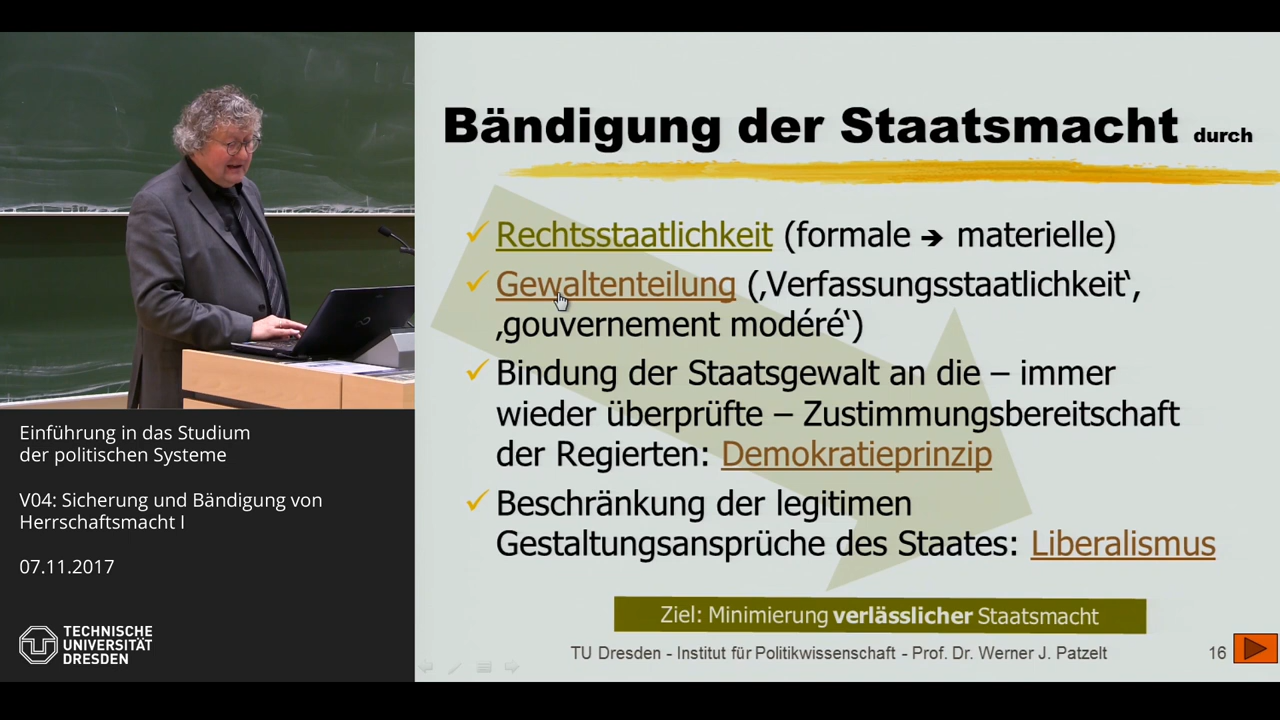 Bändigung der Staatsmacht durch
✓ Rechtsstaatlichkeit (formale ➔ materielle)
✓ Gewaltenteilung (‚Verfassungsstaatlichkeit‘,
‚gouvernement modéré‘)
✓ Bindung der Staatsgewalt an die – immer
wieder überprüfte – Zustimmungsbereitschaft
der Regierten: Demokratieprinzip
✓ Beschränkung der legitimen
Gestaltungsansprüche des Staates: Liberalismus
Ziel: Minimierung verlässlicher Staatsmacht
TU Dresden - Institut für Politikwissenschaft - Prof. Dr. Werner J. Patzelt
16
Einführung in das Studium
der politischen Systeme
V04: Sicherung und Bändigung von
Herrschaftsmacht I
07.11.2017
TECHNISCHE
UNIVERSITÄT
DRESDEN